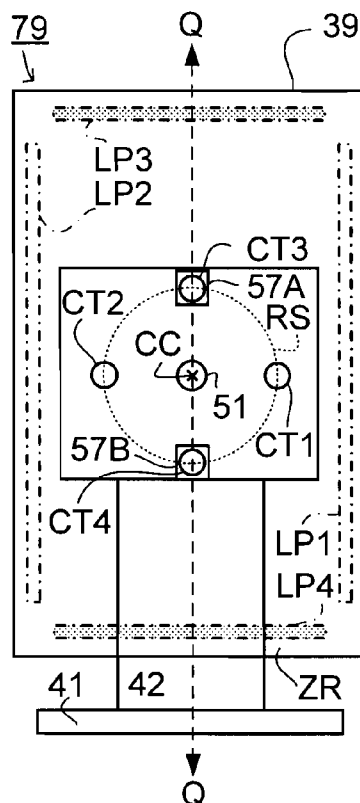 79
Q
39
LP3
LP2
CT3
57A
CT2
CC
RS
51
CT1
57B
CT4
LP1
LP4
41
42
ZR
Q